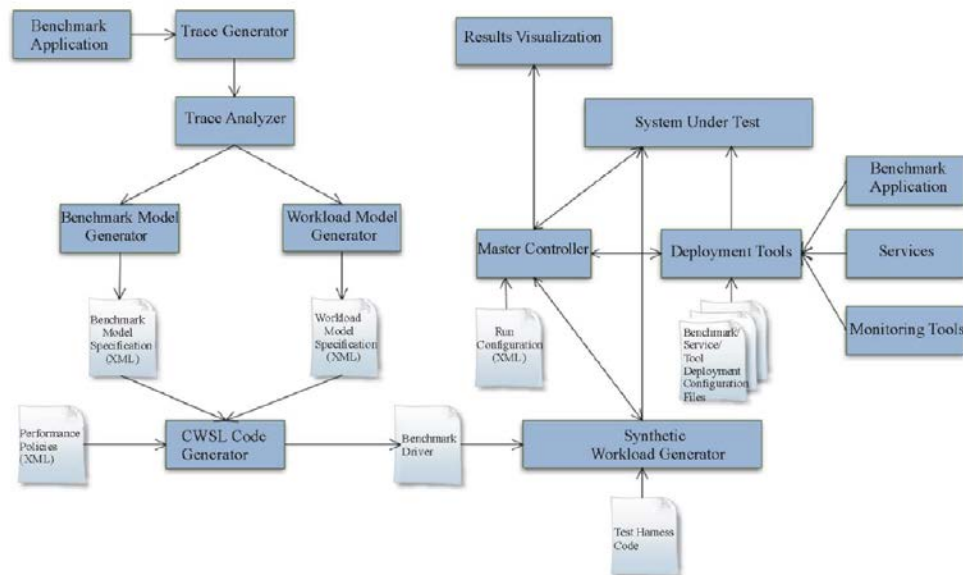 Benchmark
Application
Trace Generator
Results Visualization
Trace Analyzer
System Under Test
Benchmark
Application
Benchmark Model
Generator
Workload Model
Generator
Master Controller
Deployment Tools
Services
Monitoring Tools
Benchmark
Model
Specification
(XML)
Workload
Model
Specification
(XML)
Run
Configuration
(XML)
Benchmark/
Service/
Tool
Deployment
Configuration
Files
Performance
Policies
(XML)
CWSL Code
Generator
Benchmark
Driver
Synthetic
Workload Generator
Test Harness
Code